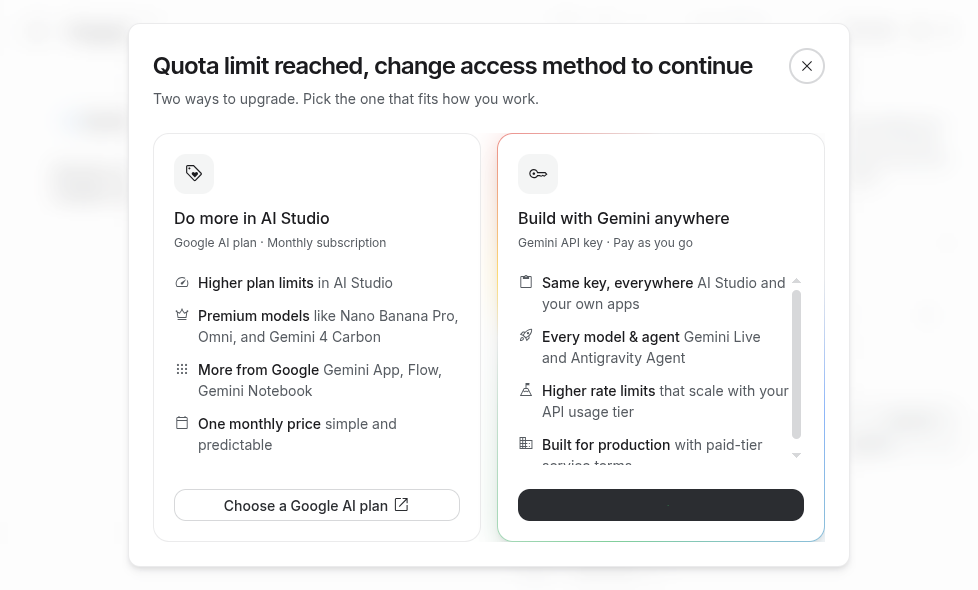 Quota limit reached, change access method to continue
Two ways to upgrade. Pick the one that fits how you work.
Do more in AI Studio
Google AI plan · Monthly subscription
Higher plan limits in AI Studio
Premium models like Nano Banana Pro,
Omni, and Gemini 4 Carbon
More from Google Gemini App, Flow,
Gemini Notebook
One monthly price simple and
predictable
Choose a Google AI plan
Build with Gemini anywhere
Gemini API key · Pay as you go
Same key, everywhere AI Studio and
your own apps
Every model & agent Gemini Live
and Antigravity Agent
Higher rate limits that scale with your
API usage tier
Built for production with paid-tier
service terms